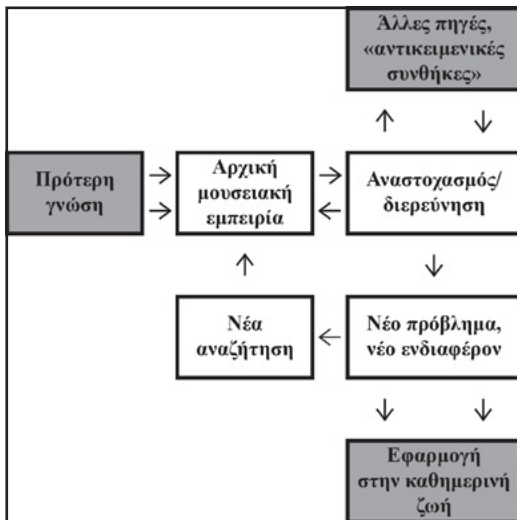 Άλλες πηγές,
«αντικειμενικές
συνθήκες»
Πρότερη
γνώση
Αρχική
μουσειακή
εμπειρία
Αναστοχασμός/
διερεύνηση
Νέα
αναζήτηση
Νέο πρόβλημα,
νέο ενδιαφέρον
Εφαρμογή
στην καθημερινή
ζωή